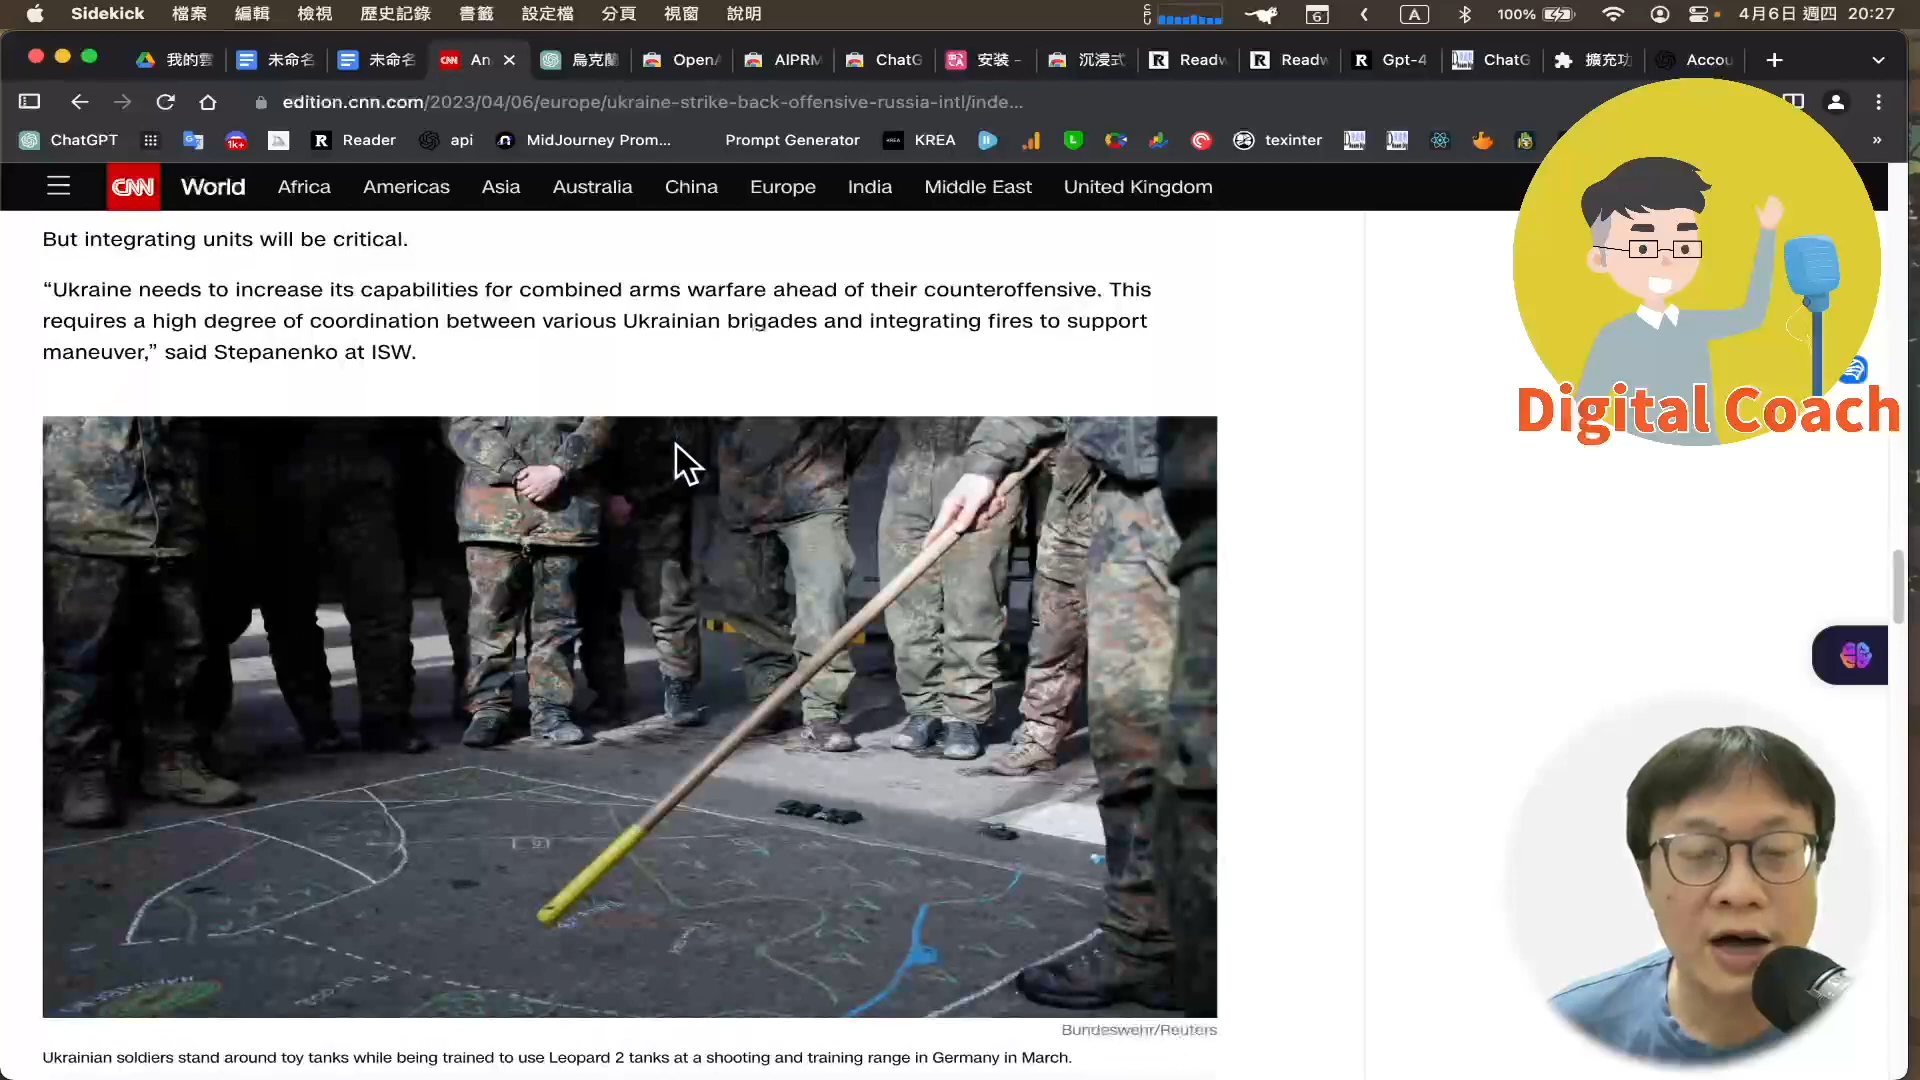 Sidekick 檔案 編輯 檢視 歷史記錄 書籤 設定檔 分頁 視窗 說明 6 A 100% 4月6日 週四 20:27
我的雲 未命名 未命名 CNN An 烏克蘭 OpenA AIPRM ChatG 安裝 - 沉浸式 R Readw R Readw R Gpt-4 ChatG 擴充功 Accou
edition.cnn.com/2023/04/06/europe/ukraine-strike-back-offensive-russia-intl/inde...
ChatGPT 1k+ R Reader api MidJourney Prom... Prompt Generator KREA KREA texinter »
CNN World Africa Americas Asia Australia China Europe India Middle East United Kingdom
But integrating units will be critical.
“Ukraine needs to increase its capabilities for combined arms warfare ahead of their counteroffensive. This
requires a high degree of coordination between various Ukrainian brigades and integrating fires to support
maneuver,” said Stepanenko at ISW.
Digital Coach
Bundeswehr/Reuters
Ukrainian soldiers stand around toy tanks while being trained to use Leopard 2 tanks at a shooting and training range in Germany in March.